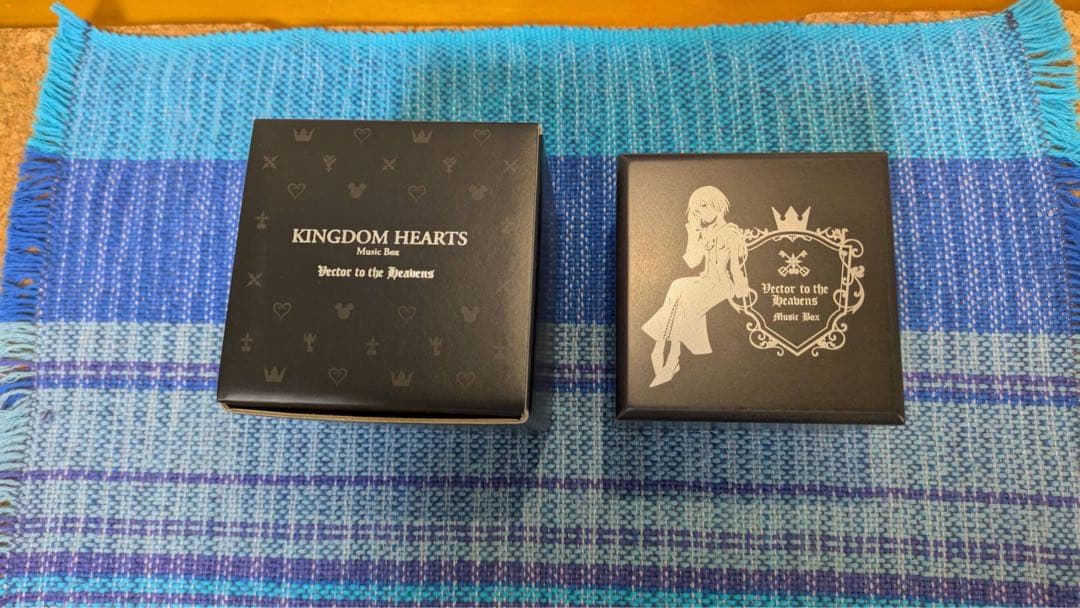 KINGDOM HEARTS
Music Box
Vector to the Heavens
Vector to the
Heavens
Music Box